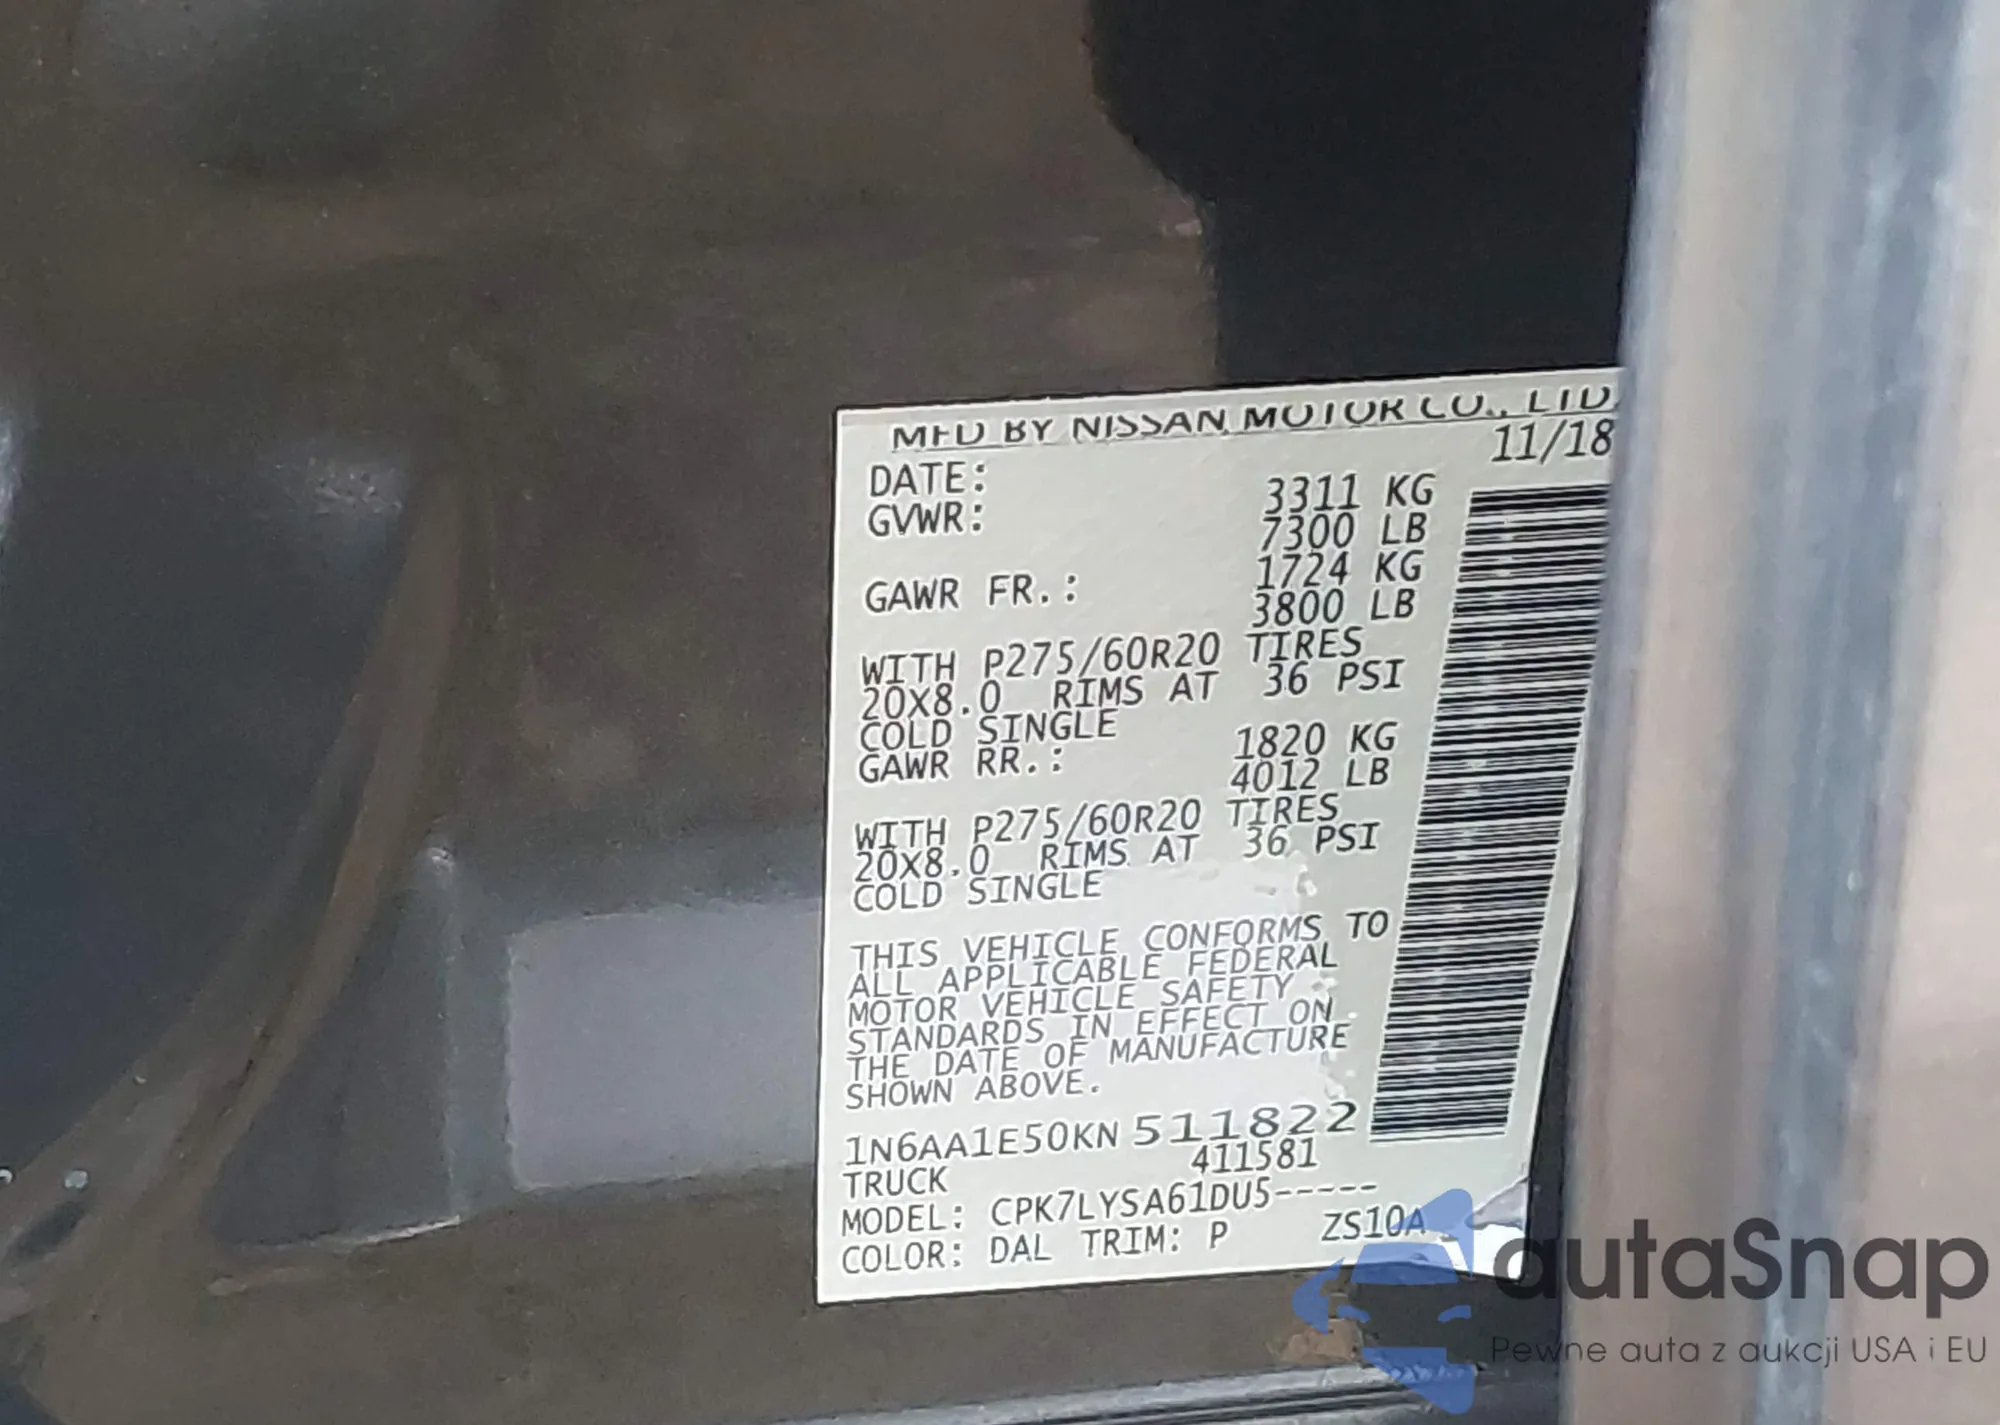 MFD BY NISSAN MOTOR CO., LTD.
DATE: 11/18
GVWR: 3311 KG
7300 LB
GAWR FR.: 1724 KG
3800 LB
WITH P275/60R20 TIRES
20X8.0 RIMS AT 36 PSI
COLD SINGLE
GAWR RR.: 1820 KG
4012 LB
WITH P275/60R20 TIRES
20X8.0 RIMS AT 36 PSI
COLD SINGLE
THIS VEHICLE CONFORMS TO
ALL APPLICABLE FEDERAL
MOTOR VEHICLE SAFETY
STANDARDS IN EFFECT ON
THE DATE OF MANUFACTURE
SHOWN ABOVE.
1N6AA1E50KN 511822
TRUCK 411581
MODEL: CPK7LYSA61DU5-----
COLOR: DAL TRIM: P ZS10A
autaSnap
Pewne auta z aukcji USA i EU